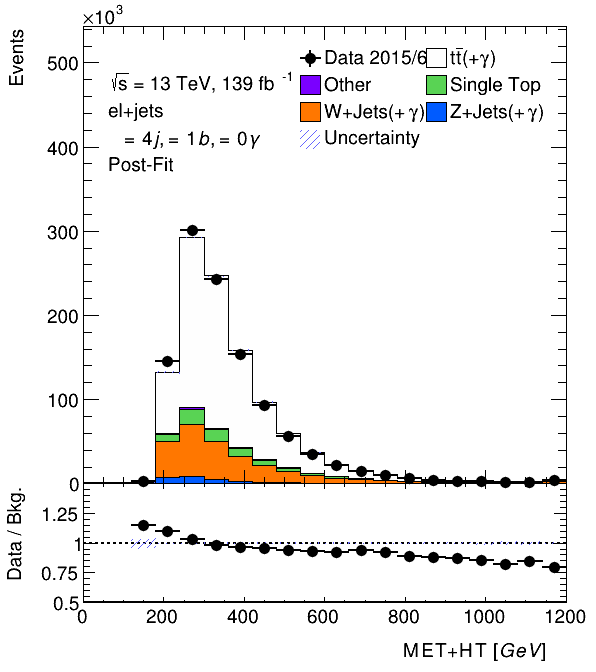 ×10³
Events
500
400
300
200
100
0
√s = 13 TeV, 139 fb⁻¹
el+jets
= 4j, = 1b, = 0γ
Post-Fit
Data 2015/6
tt̄(+γ)
Other
Single Top
W+Jets(+γ)
Z+Jets(+γ)
Uncertainty
Data / Bkg.
1.25
1
0.75
0.5
0 200 400 600 800 1000 1200
MET+HT [GeV]